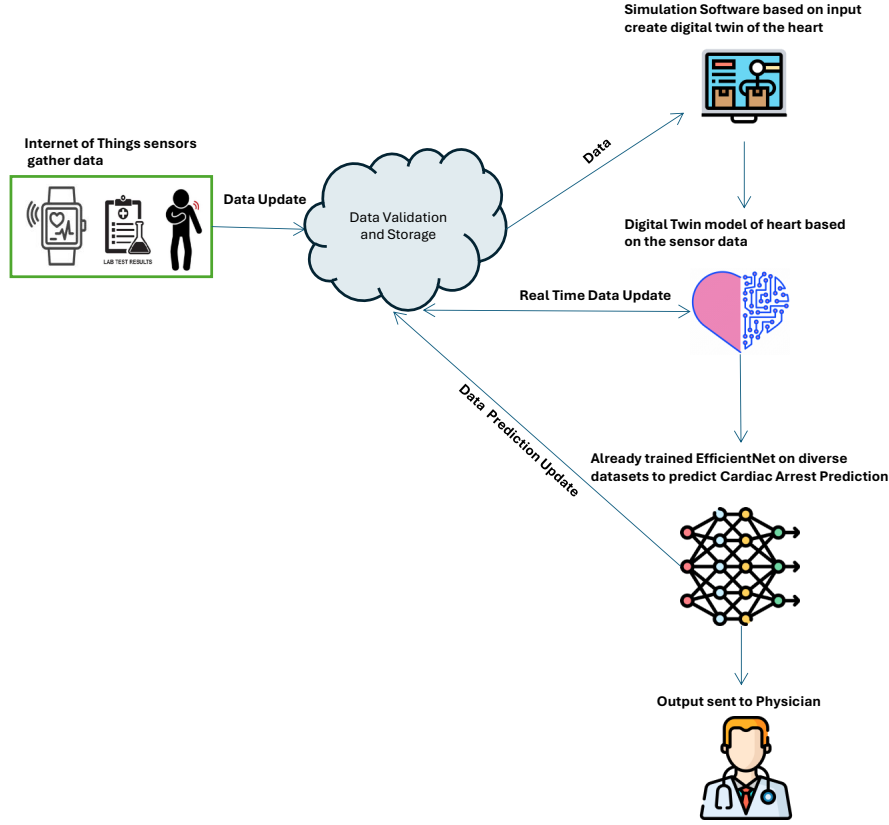 Simulation Software based on input
create digital twin of the heart
Internet of Things sensors
gather data
LAB TEST RESULTS
Data Update
Data Validation
and Storage
Data
Digital Twin model of heart based
on the sensor data
Real Time Data Update
Data Prediction Update
Already trained EfficientNet on diverse
datasets to predict Cardiac Arrest Prediction
Output sent to Physician